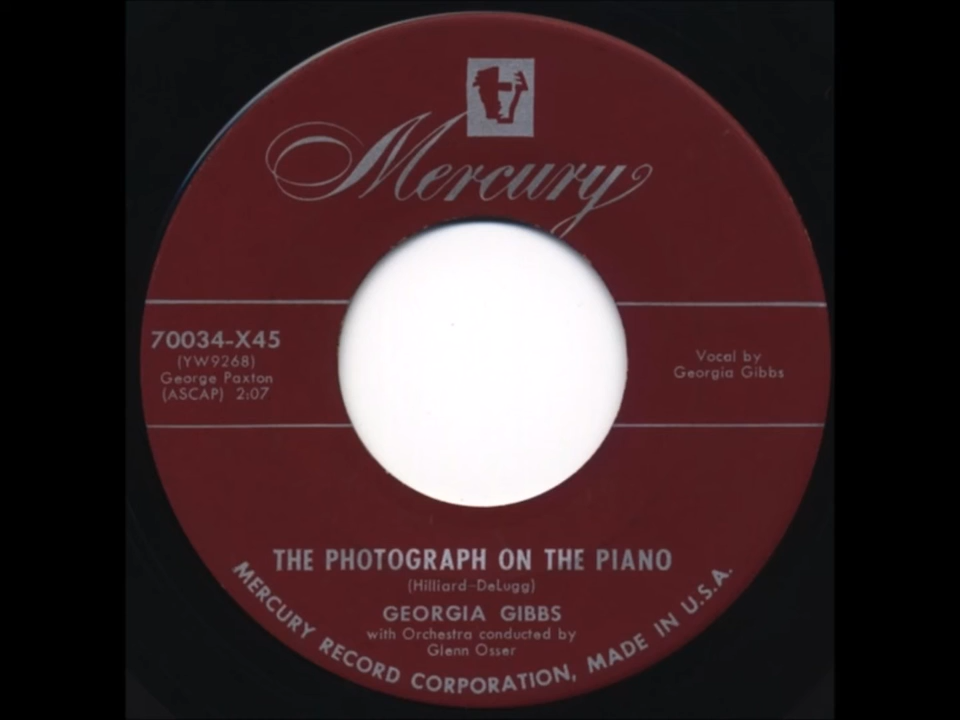 Mercury
70034-X45
(YW9268)
George Paxton
(ASCAP) 2:07
Vocal by
Georgia Gibbs
THE PHOTOGRAPH ON THE PIANO
(Hilliard-DeLugg)
GEORGIA GIBBS
with Orchestra conducted by
Glenn Osser
MERCURY RECORD CORPORATION, MADE IN U.S.A.